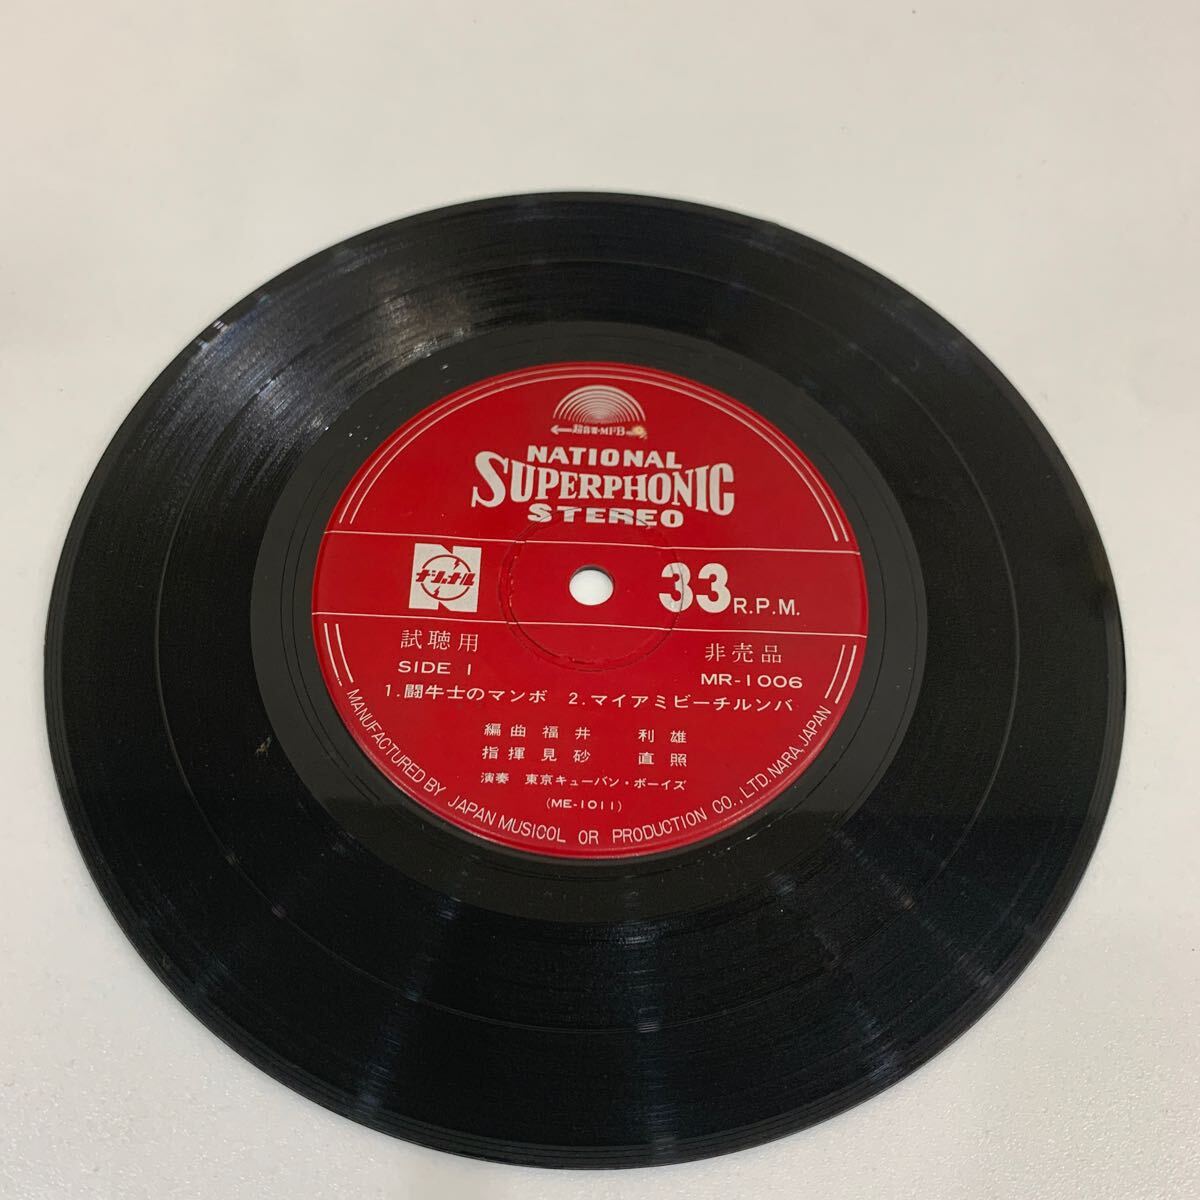 超音響・MFB
NATIONAL
SUPERPHONIC
STEREO
ナショナル
33 R.P.M.
試聴用
非売品
SIDE 1
MR-1006
1.闘牛士のマンボ 2.マイアミビーチルンバ
編曲 福井 利雄
指揮 見砂 直照
演奏 東京キューバン・ボーイズ
(ME-1011)
MANUFACTURED BY JAPAN MUSICOL OR PRODUCTION CO., LTD. NARA, JAPAN